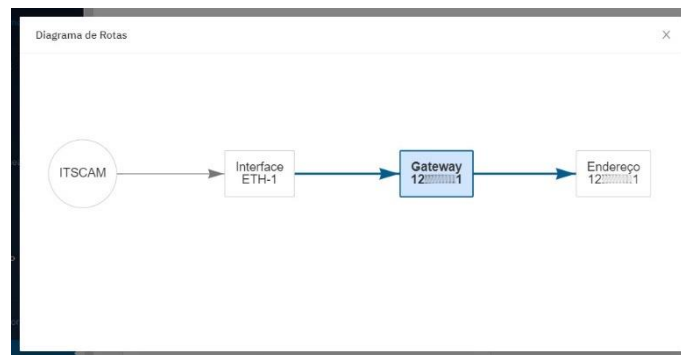 Diagrama de Rotas
ITSCAM
Interface
ETH-1
Gateway
Endereço